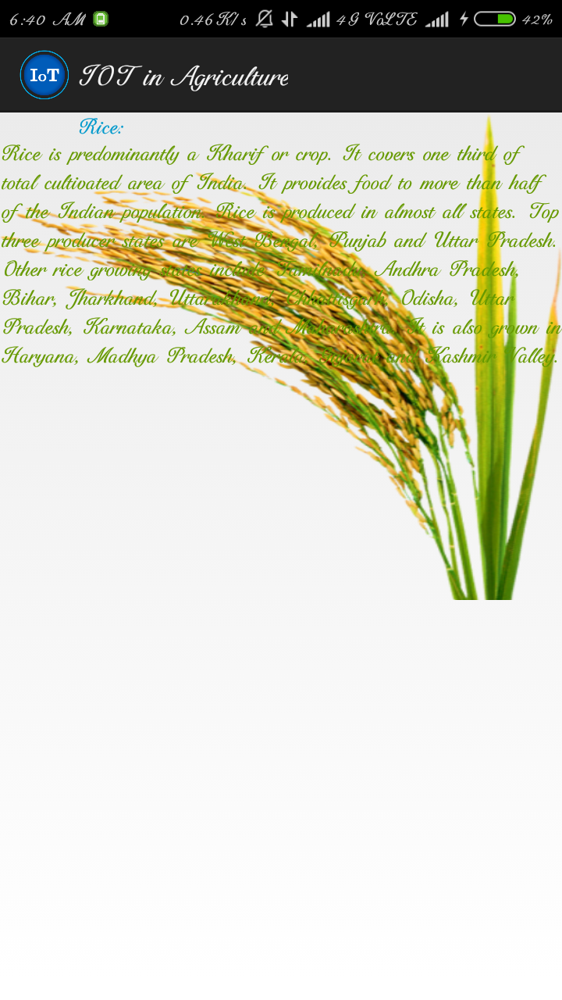 6:40 AM 0.46K/s 4G VoLTE 42%
IoT IOT in Agriculture
Rice:
Rice is predominantly a Kharif or crop. It covers one third of
total cultivated area of India. It provides food to more than half
of the Indian population. Rice is produced in almost all states. Top
three producer states are West Bengal, Punjab and Uttar Pradesh.
Other rice growing states include Tamilnadu, Andhra Pradesh,
Bihar, Jharkhand, Uttarakhand, Chhattisgarh, Odisha, Uttar
Pradesh, Karnataka, Assam and Maharashtra. It is also grown in
Haryana, Madhya Pradesh, Kerala, Gujarat and Kashmir Valley.